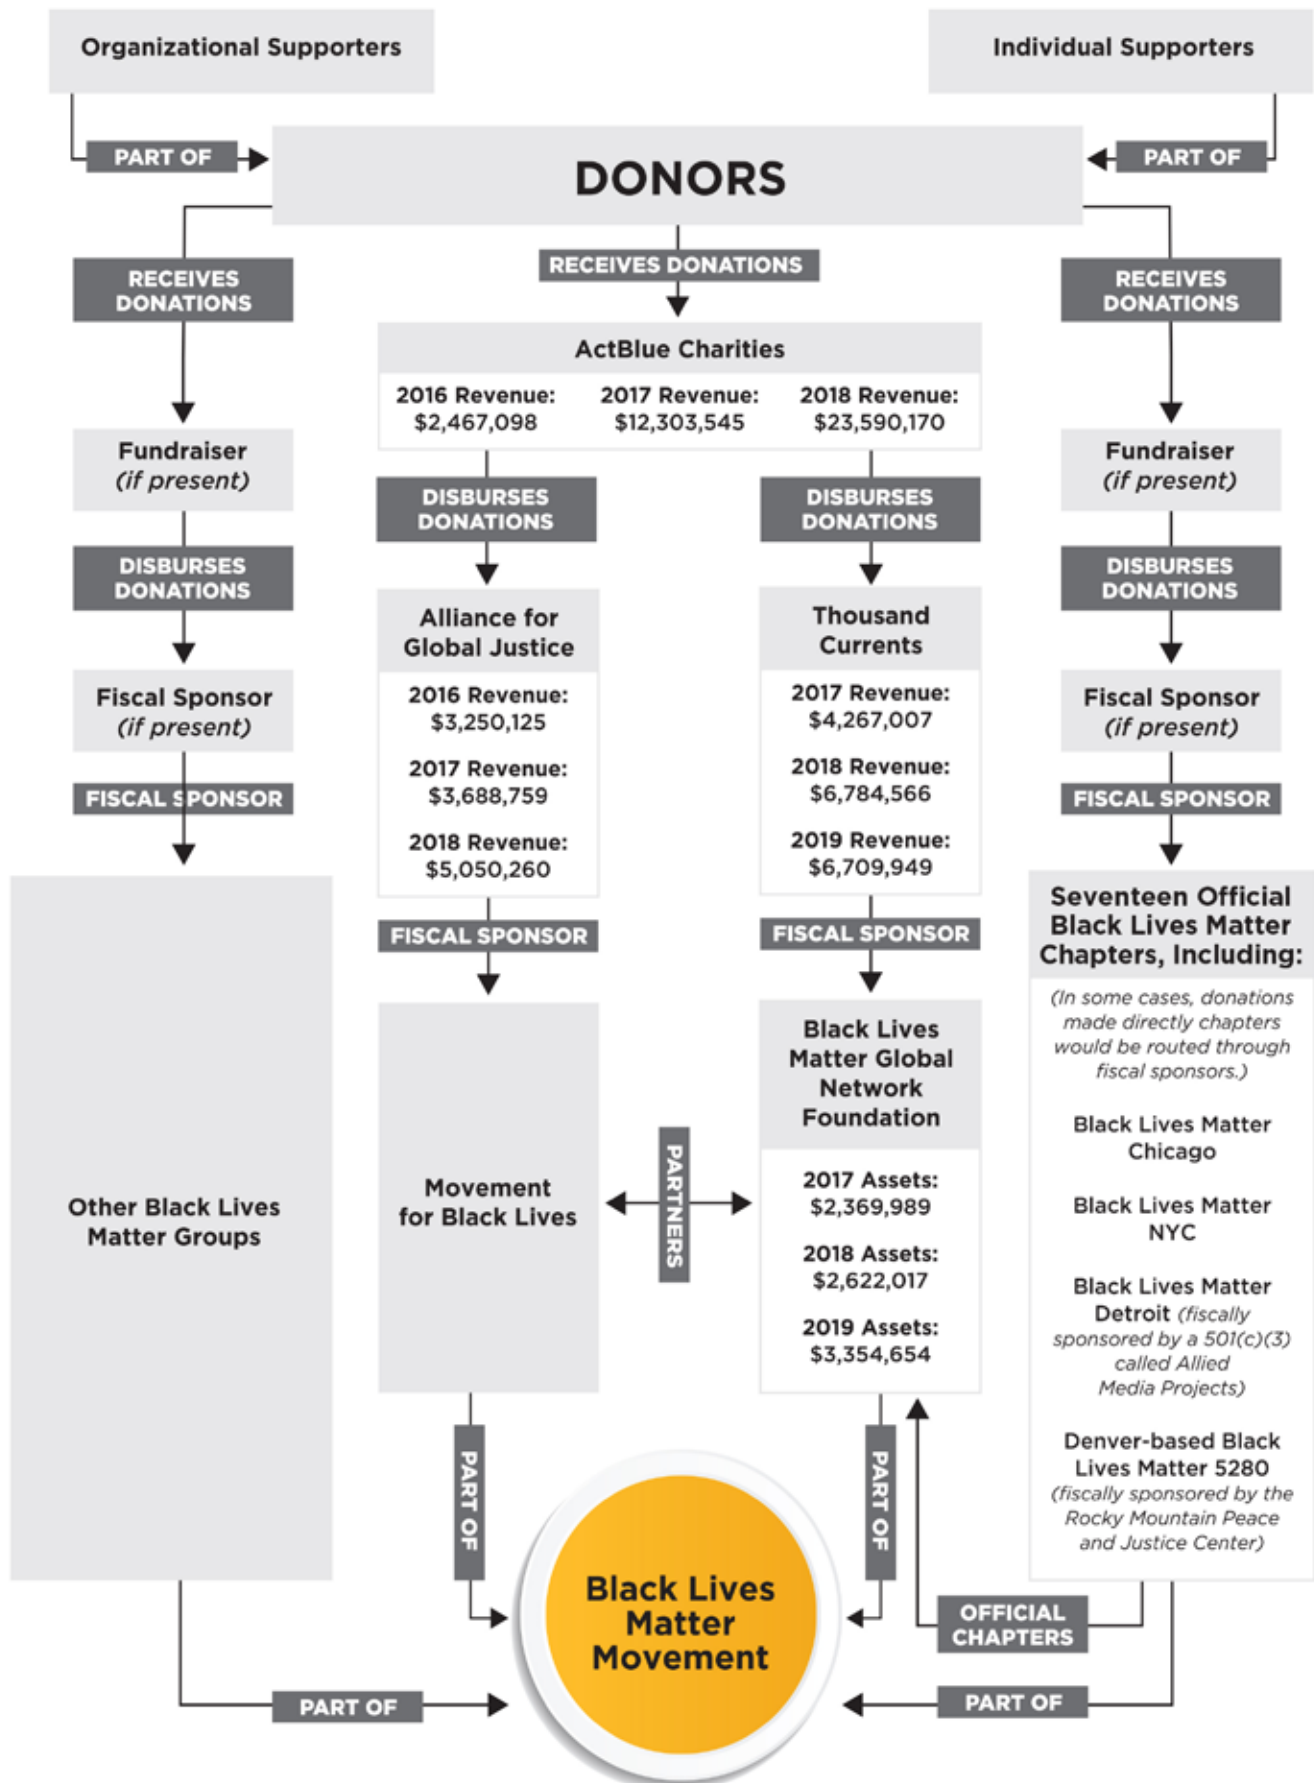 Organizational Supporters
Individual Supporters
PART OF
PART OF
DONORS
RECEIVES
DONATIONS
RECEIVES DONATIONS
RECEIVES
DONATIONS
ActBlue Charities
2016 Revenue:
$2,467,098
2017 Revenue:
$12,303,545
2018 Revenue:
$23,590,170
Fundraiser
(if present)
DISBURSES
DONATIONS
DISBURSES
DONATIONS
Fundraiser
(if present)
DISBURSES
DONATIONS
DISBURSES
DONATIONS
Alliance for
Global Justice
2016 Revenue:
$3,250,125
2017 Revenue:
$3,688,759
2018 Revenue:
$5,050,260
Thousand
Currents
2017 Revenue:
$4,267,007
2018 Revenue:
$6,784,566
2019 Revenue:
$6,709,949
Fiscal Sponsor
(if present)
Fiscal Sponsor
(if present)
FISCAL SPONSOR
FISCAL SPONSOR
FISCAL SPONSOR
FISCAL SPONSOR
Other Black Lives
Matter Groups
Movement
for Black Lives
PARTNERS
Black Lives
Matter Global
Network
Foundation
2017 Assets:
$2,369,989
2018 Assets:
$2,622,017
2019 Assets:
$3,354,654
Seventeen Official
Black Lives Matter
Chapters, Including:
(In some cases, donations
made directly chapters
would be routed through
fiscal sponsors.)
Black Lives Matter
Chicago
Black Lives Matter
NYC
Black Lives Matter
Detroit (fiscally
sponsored by a 501(c)(3)
called Allied
Media Projects)
Denver-based Black
Lives Matter 5280
(fiscally sponsored by the
Rocky Mountain Peace
and Justice Center)
PART OF
PART OF
Black Lives
Matter
Movement
OFFICIAL
CHAPTERS
PART OF
PART OF